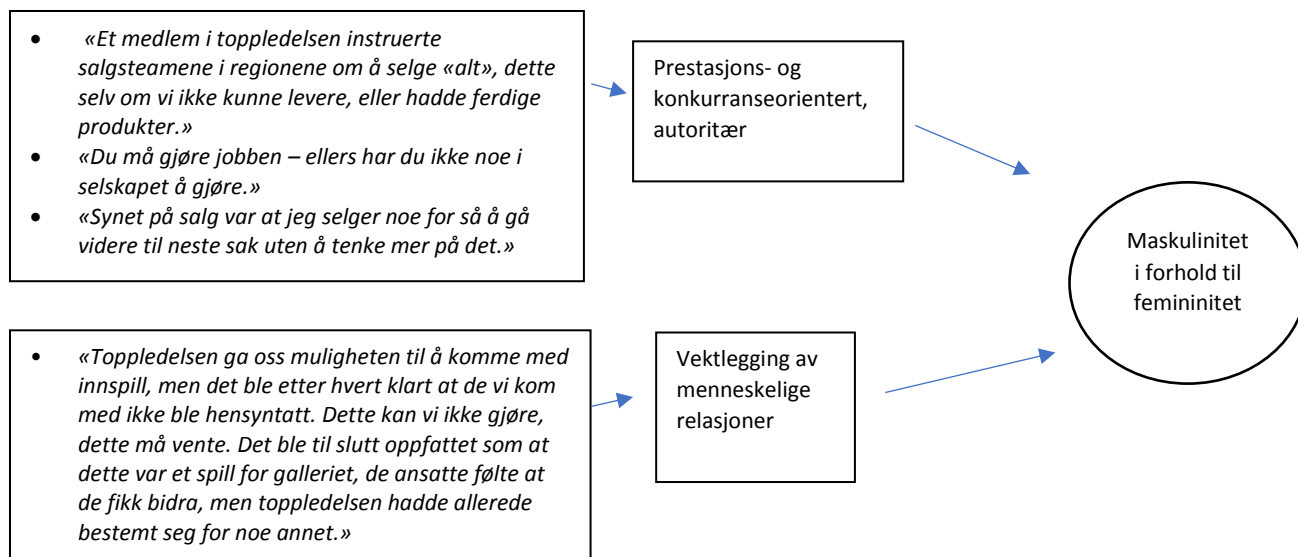 • «Et medlem i toppledelsen instruerte
salgsteamene i regionene om å selge «alt», dette
selv om vi ikke kunne levere, eller hadde ferdige
produkter.»
• «Du må gjøre jobben – ellers har du ikke noe i
selskapet å gjøre.»
• «Synet på salg var at jeg selger noe for så å gå
videre til neste sak uten å tenke mer på det.»
Prestasjons- og
konkurranseorientert,
autoritær
Maskulinitet
i forhold til
femininitet
• «Toppledelsen ga oss muligheten til å komme med
innspill, men det ble etter hvert klart at de vi kom
med ikke ble hensyntatt. Dette kan vi ikke gjøre,
dette må vente. Det ble til slutt oppfattet som at
dette var et spill for galleriet, de ansatte følte at
de fikk bidra, men toppledelsen hadde allerede
bestemt seg for noe annet.»
Vektlegging av
menneskelige
relasjoner